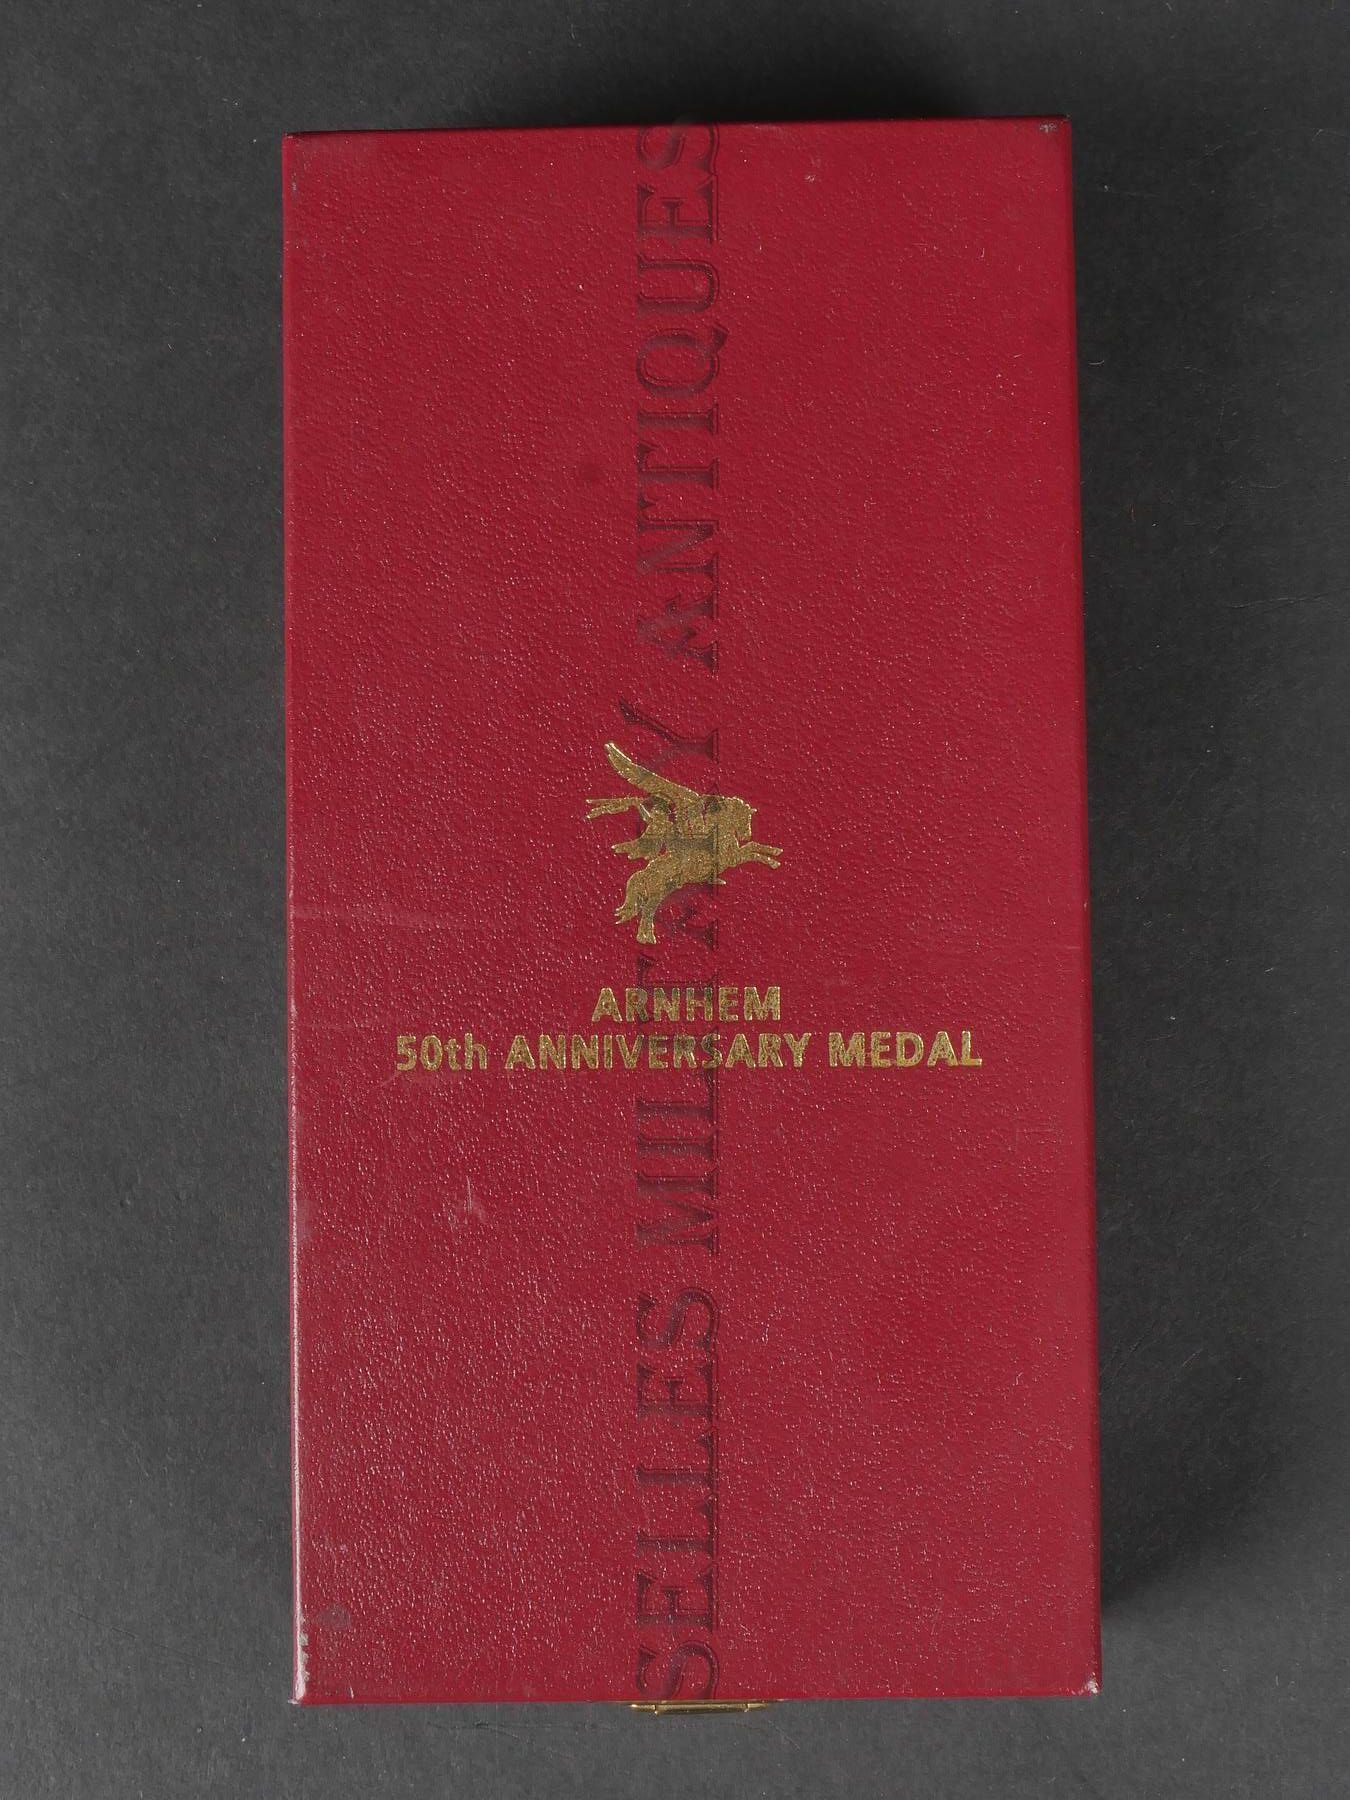 ARNHEM
50th ANNIVERSARY MEDAL
SELLES MILITARY ANTIQUES